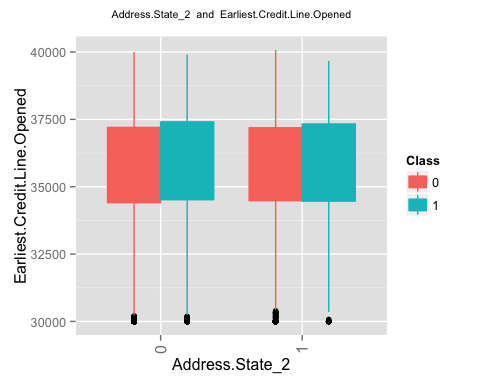 Address.State_2 and Earliest.Credit.Line.Opened
Earliest.Credit.Line.Opened
40000
37500
35000
32500
30000
0
1
Address.State_2
Class
0
1